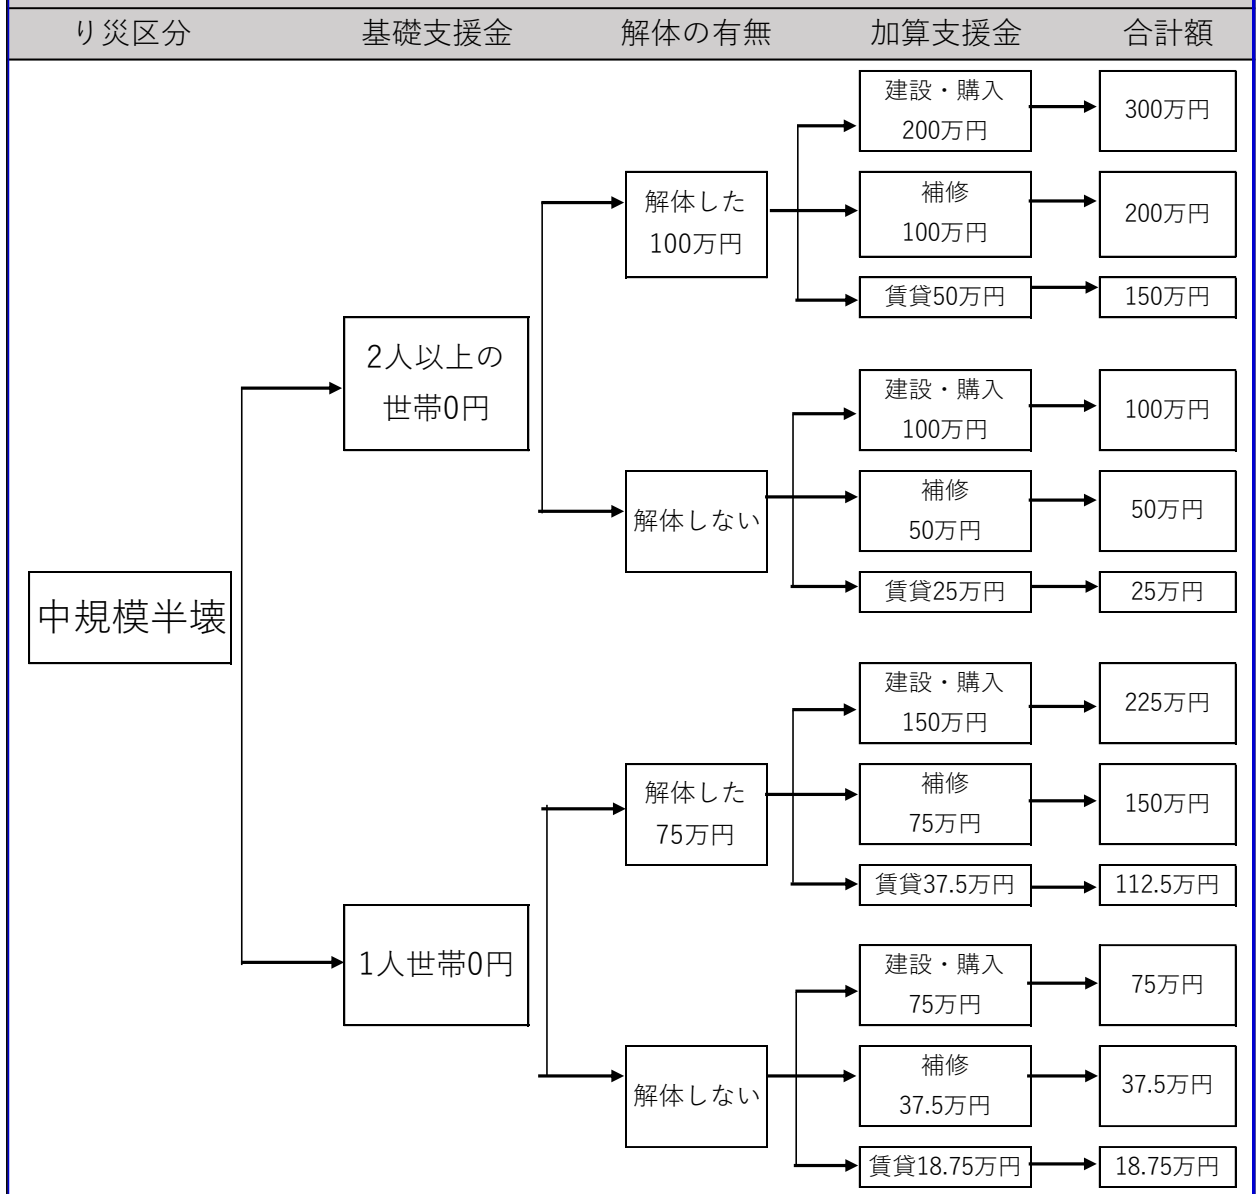 り災区分 基礎支援金 解体の有無 加算支援金 合計額
中規模半壊
2人以上の
世帯0円
解体した
100万円
建設・購入
200万円
300万円
補修
100万円
200万円
賃貸50万円
150万円
解体しない
建設・購入
100万円
100万円
補修
50万円
50万円
賃貸25万円
25万円
1人世帯0円
解体した
75万円
建設・購入
150万円
225万円
補修
75万円
150万円
賃貸37.5万円
112.5万円
解体しない
建設・購入
75万円
75万円
補修
37.5万円
37.5万円
賃貸18.75万円
18.75万円